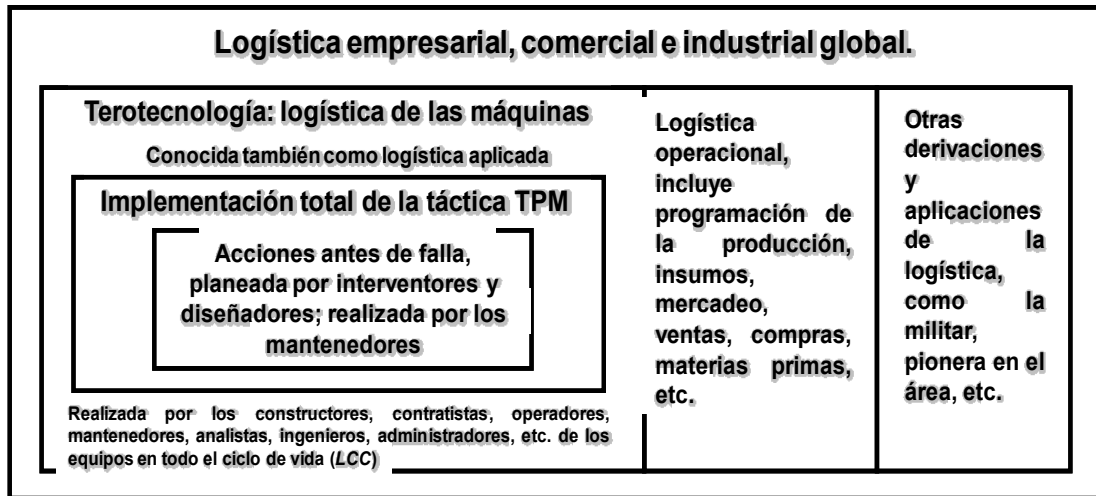 Logística empresarial, comercial e industrial global.
Terotecnología: logística de las máquinas
Conocida también como logística aplicada
Implementación total de la táctica TPM
Acciones antes de falla,
planeada por interventores y
diseñadores; realizada por los
mantenedores
Realizada por los constructores, contratistas, operadores,
mantenedores, analistas, ingenieros, administradores, etc. de los
equipos en todo el ciclo de vida (LCC)
Logística
operacional,
incluye
programación de
la producción,
insumos,
mercadeo,
ventas, compras,
materias primas,
etc.
Otras
derivaciones
y
aplicaciones
de la
logística,
como la
militar,
pionera en el
área, etc.